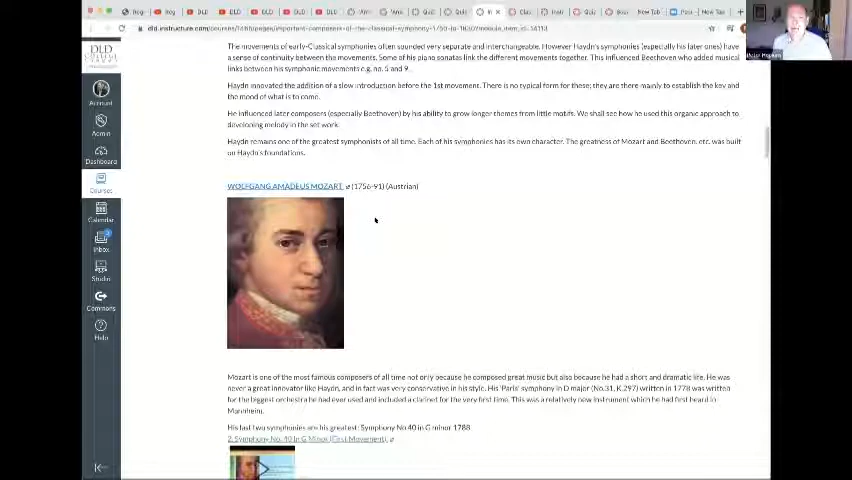 New Tab
DLD
Account
Admin
Dashboard
Courses
Calendar
Inbox
Studio
Commons
Help
The movements of early-Classical symphonies often sounded very separate and interchangeable. However Haydn's symphonies (especially his later ones) have
a sense of continuity between the movements. Some of his piano sonatas link the different movements together. This influenced Beethoven who added musical
links between his symphonic movements e.g. no. 5 and 9.
Haydn innovated the addition of a slow introduction before the 1st movement. There is no typical form for these; they are there mainly to establish the key and
the mood of what is to come.
He influenced later composers (especially Beethoven) by his ability to grow longer themes from little motifs. We shall see how he used this organic approach to
developing melody in the set work.
Haydn remains one of the greatest symphonists of all time. Each of his symphonies has its own character. The greatness of Mozart and Beethoven, etc. was built
on Haydn's foundations.
WOLFGANG AMADEUS MOZART (1756-91) (Austrian)
Mozart is one of the most famous composers of all time not only because he composed great music but also because he had a short and dramatic life. He was
never a great innovator like Haydn, and in fact was very conservative in his style. His 'Paris' symphony in D major (No.31, K.297) written in 1778 was written
for the biggest orchestra he had ever used and included a clarinet for the very first time. This was a relatively new instrument which he had first heard in
Mannheim.
His last two symphonies are his greatest: Symphony No 40 in G minor 1788
2. Symphony No. 40 In G Minor (First Movement)